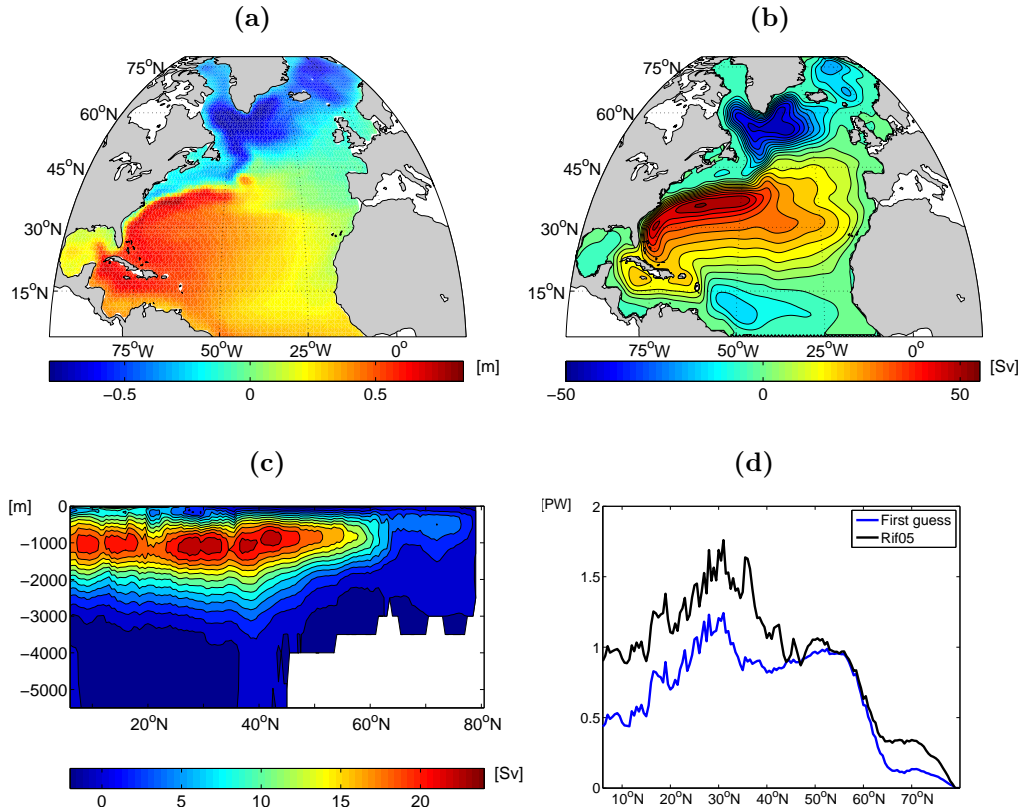 (a)
75°N
60°N
45°N
30°N
15°N
75°W 50°W 25°W 0°
[m]
−0.5 0 0.5
(b)
75°N
60°N
45°N
30°N
15°N
75°W 50°W 25°W 0°
[Sv]
−50 0 50
(c)
[m]
0
−1000
−2000
−3000
−4000
−5000
20°N 40°N 60°N 80°N
[Sv]
0 5 10 15 20
(d)
[PW]
2
1.5
1
0.5
0
First guess
Rif05
10°N 20°N 30°N 40°N 50°N 60°N 70°N